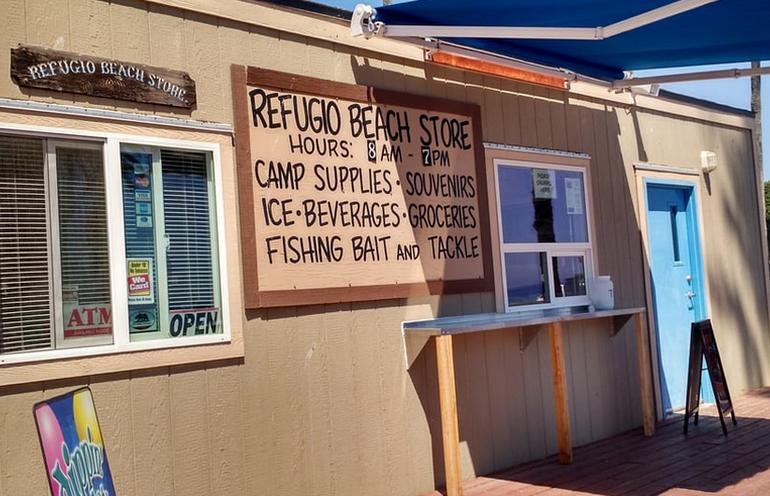 REFUGIO BEACH STORE
REFUGIO BEACH STORE
HOURS: 8 AM - 7 PM
CAMP SUPPLIES • SOUVENIRS
ICE • BEVERAGES • GROCERIES
FISHING BAIT AND TACKLE
We
Card
ATM
OPEN
Dippin'